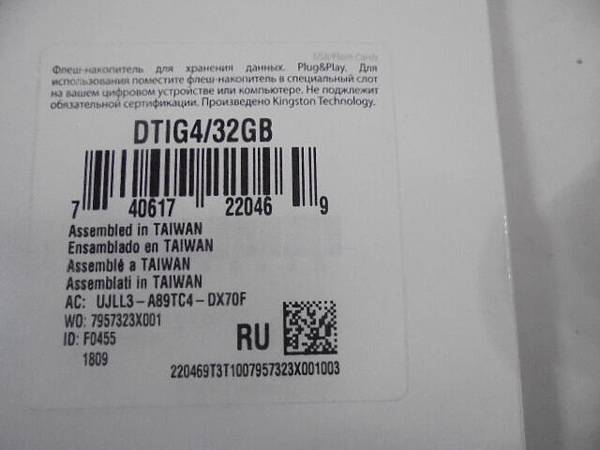 Флеш-накопитель для хранения данных. Plug&Play. Для
использования поместите флеш-накопитель в специальный слот
на вашем цифровом устройстве или компьютере. Не подлежит
обязательной сертификации. Произведено Kingston Technology.
DTIG4/32GB
7 40617 22046 9
Assembled in TAIWAN
Ensamblado en TAIWAN
Assemblé a TAIWAN
Assemblati in TAIWAN
AC: UJLL3-A89TC4-DX70F
WO: 7957323X001
ID: F0455
RU
1809
220469T3T1007957323X001003